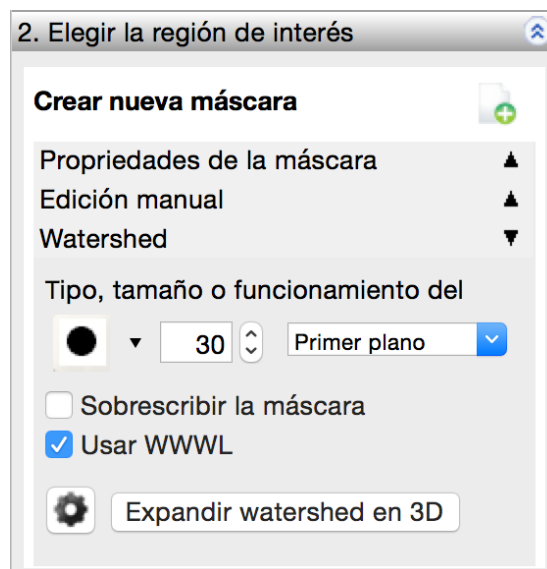 2. Elegir la región de interés
Crear nueva máscara
Propriedades de la máscara
Edición manual
Watershed
Tipo, tamaño o funcionamiento del
30 Primer plano
Sobrescribir la máscara
Usar WWWL
Expandir watershed en 3D